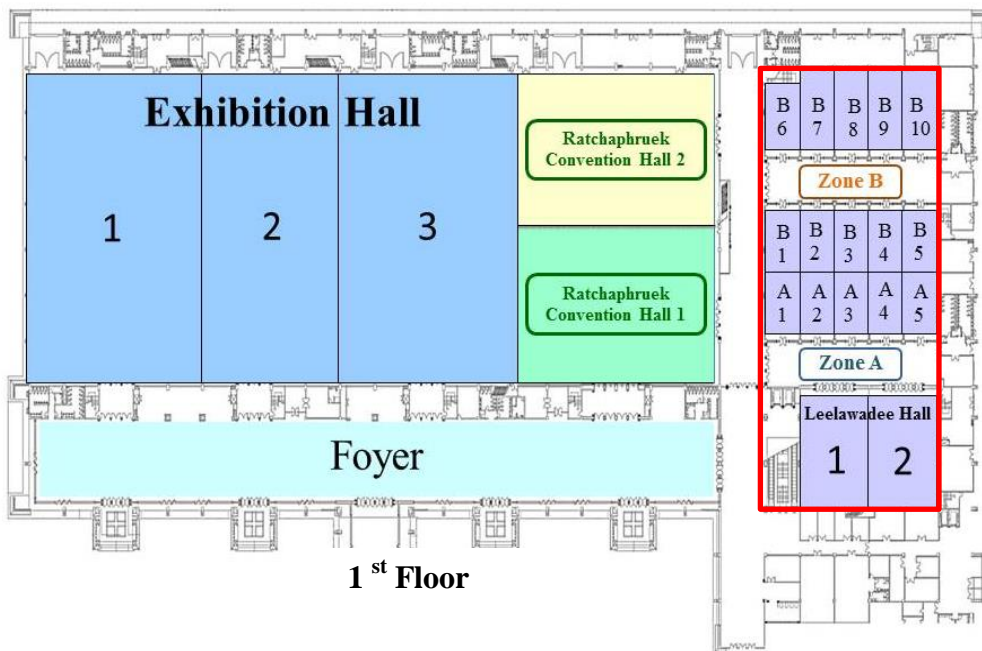 Exhibition Hall
1
2
3
Ratchaphruek
Convention Hall 2
Ratchaphruek
Convention Hall 1
Foyer
B
6
B
7
B
8
B
9
B
10
Zone B
B
1
B
2
B
3
B
4
B
5
A
1
A
2
A
3
A
4
A
5
Zone A
Leelawadee Hall
1
2
1 st Floor